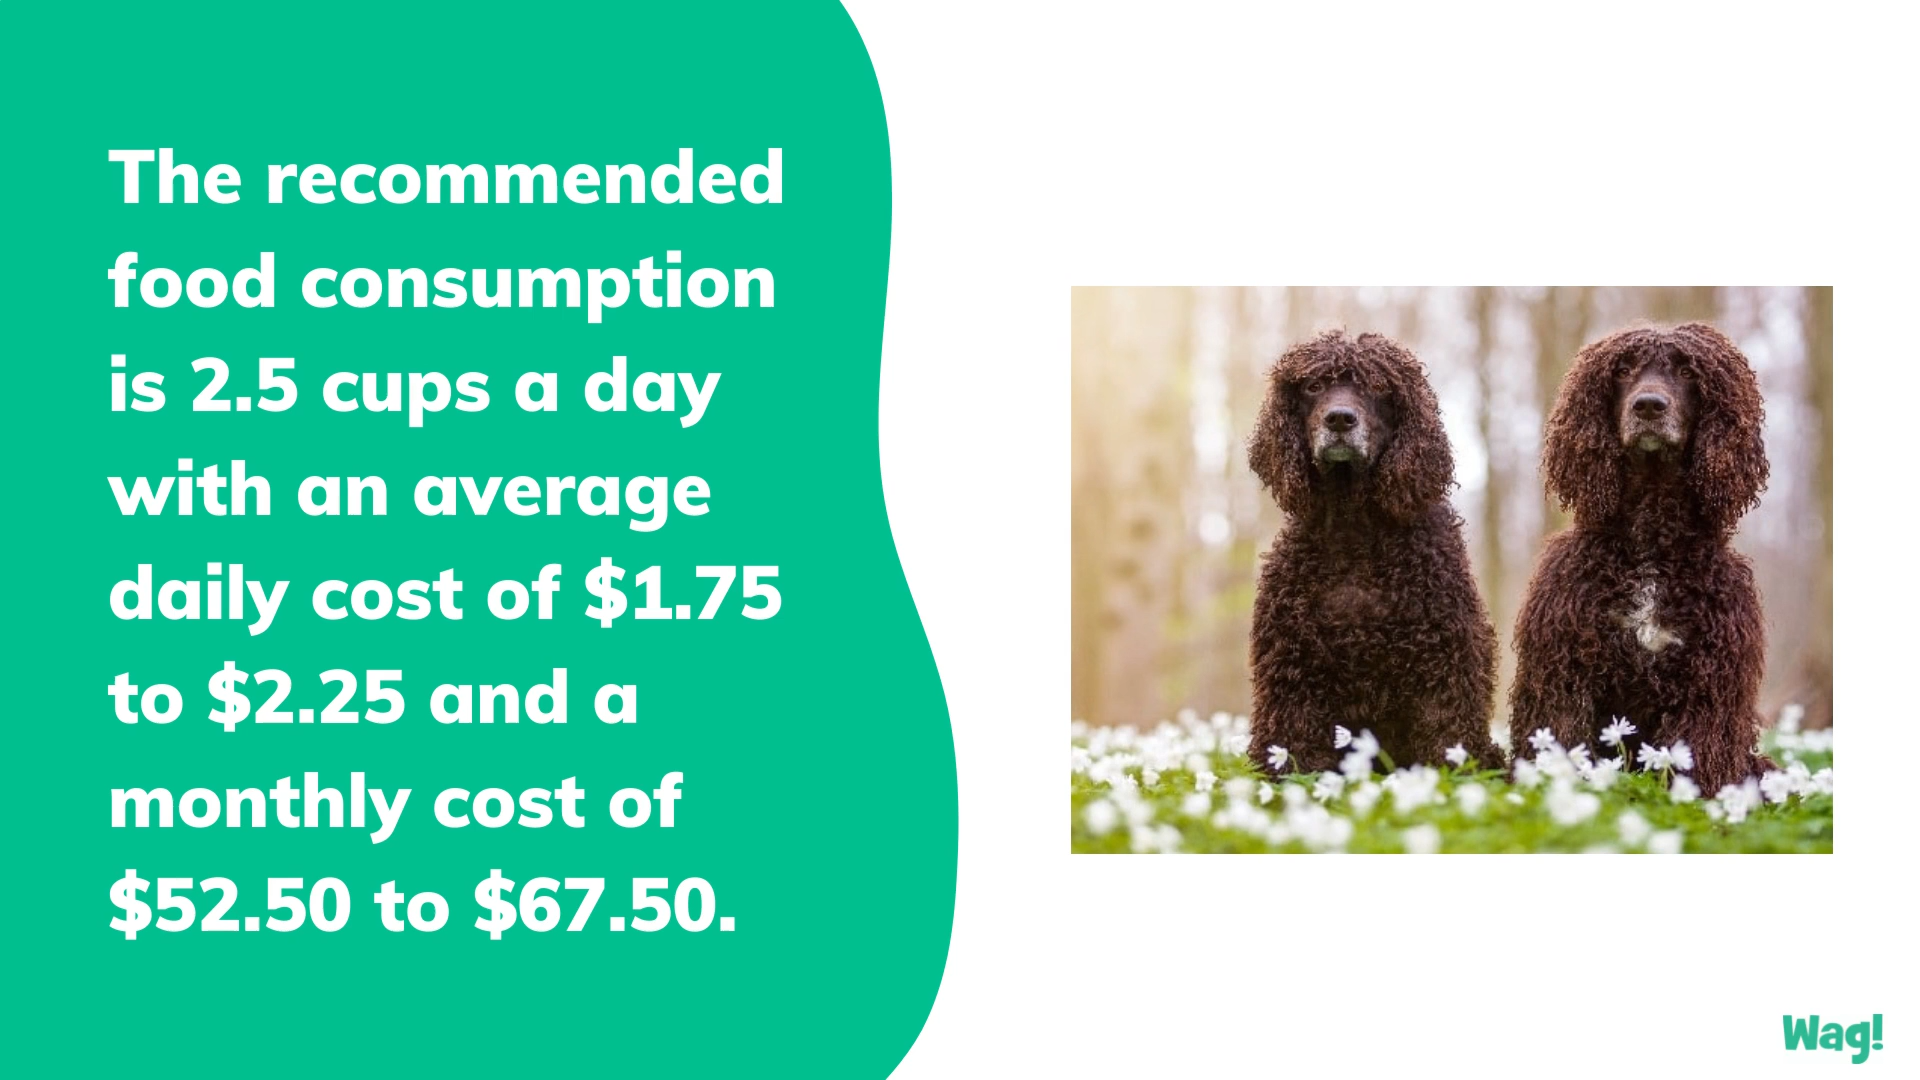 The recommended
food consumption
is 2.5 cups a day
with an average
daily cost of $1.75
to $2.25 and a
monthly cost of
$52.50 to $67.50.
Wag!